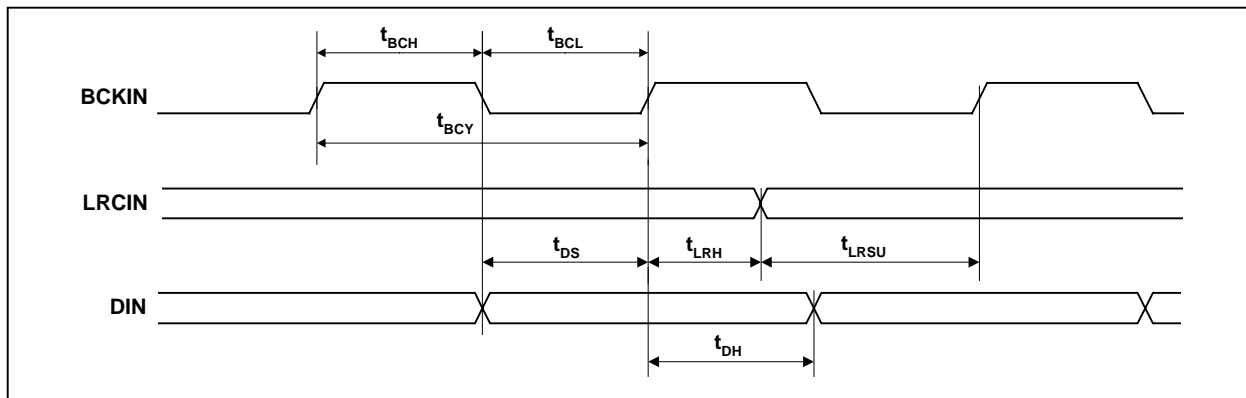 tBCH tBCL
BCKIN
tBCY
LRCIN
tDS tLRH tLRSU
DIN
tDH